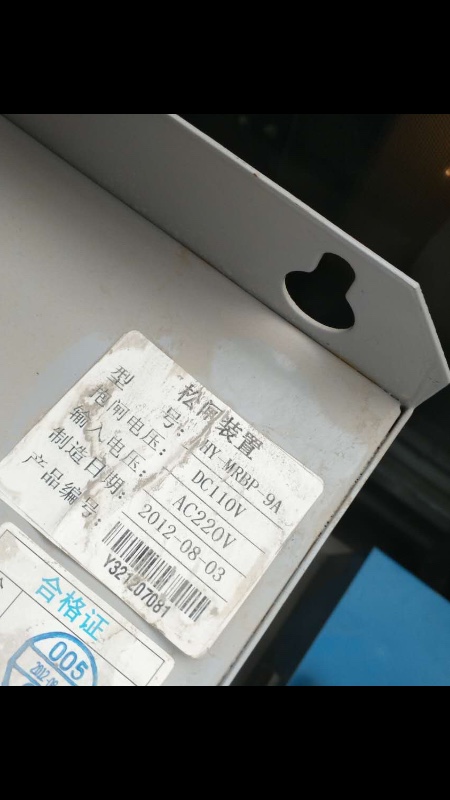 松闸装置
型 号: HY-MRBP-9A
抱闸电压: DC110V
输入电压: AC220V
制造日期: 2012-08-03
产品编号:
合格证
005